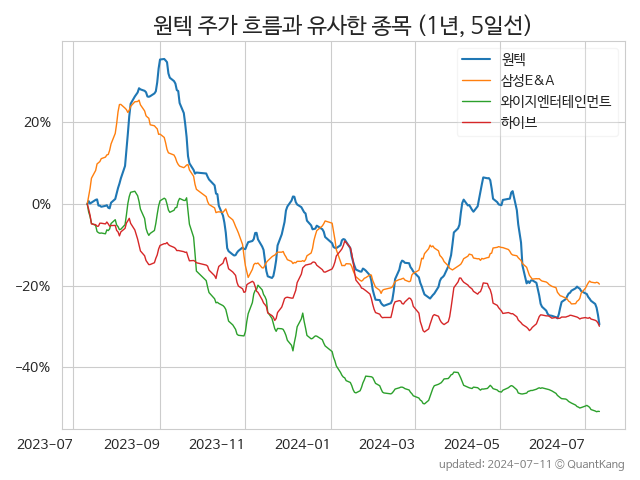 원텍 주가 흐름과 유사한 종목 (1년, 5일선)
원텍
삼성E&A
와이지엔터테인먼트
하이브
20%
0%
−20%
−40%
2023-07
2023-09
2023-11
2024-01
2024-03
2024-05
2024-07
updated: 2024-07-11 © QuantKang